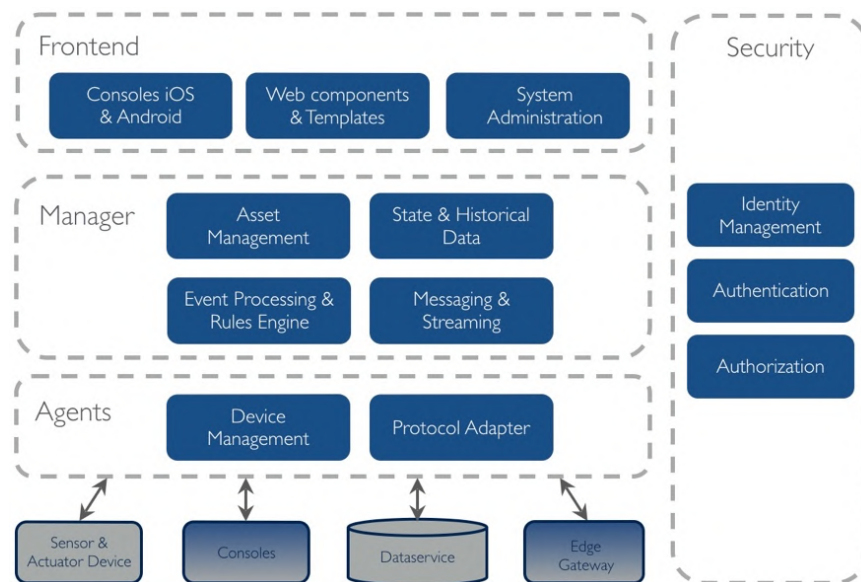 Frontend
Consoles iOS
& Android
Web components
& Templates
System
Administration
Manager
Asset
Management
State & Historical
Data
Event Processing &
Rules Engine
Messaging &
Streaming
Agents
Device
Management
Protocol Adapter
Sensor &
Actuator Device
Consoles
Dataservice
Edge
Gateway
Security
Identity
Management
Authentication
Authorization